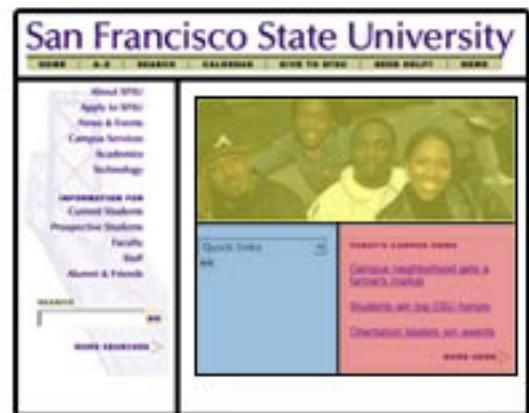 San Francisco State University
HOME A-Z SEARCH CALENDAR GIVE TO SFSU NEED HELP? NEWS
About SFSU
Apply to SFSU
News & Events
Campus Services
Academics
Technology
INFORMATION FOR
Current Students
Prospective Students
Faculty
Staff
Alumni & Friends
SEARCH
GO
MORE SEARCHES
Quick links
GO
TODAY'S CAMPUS NEWS
Campus neighborhood gets a
farmer's market
Students win top CSU honors
Orientation leaders win awards
MORE NEWS